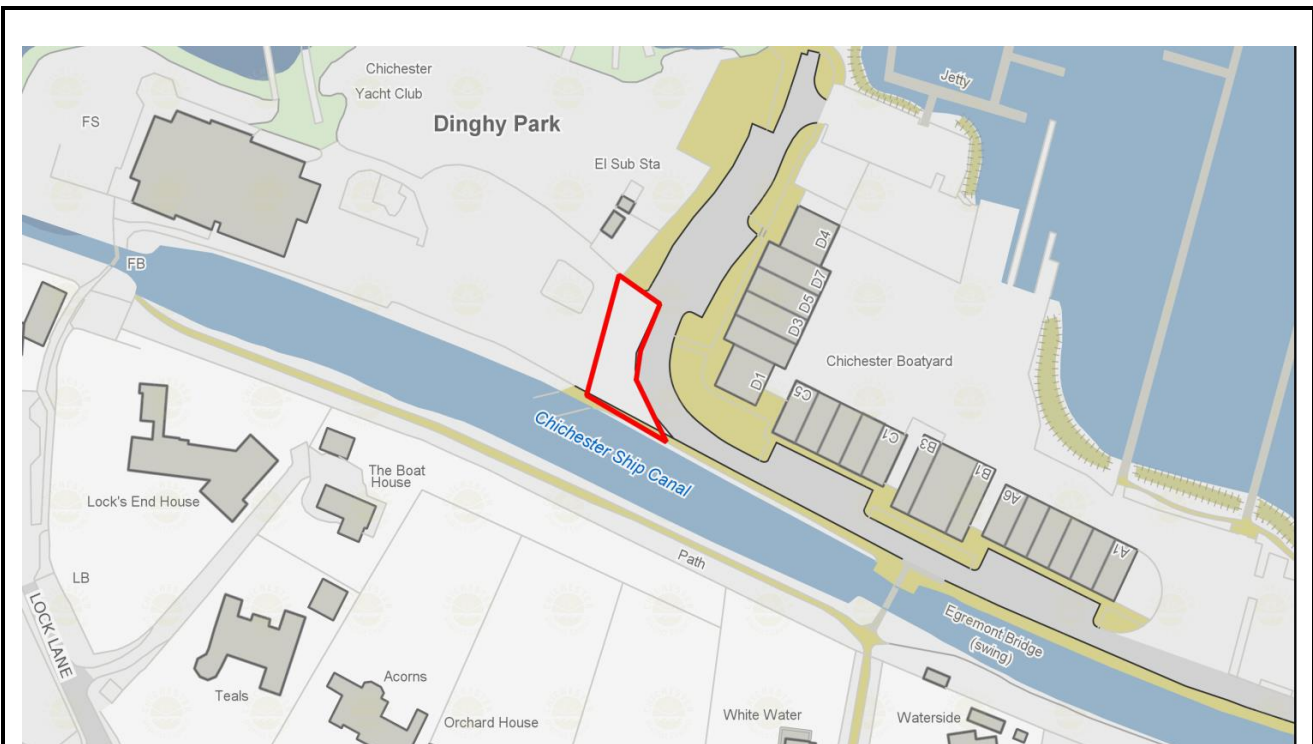 Chichester
Yacht Club
FS
Dinghy Park
Jetty
El Sub Sta
D4
D7
D5
D3
D1
FB
Chichester Boatyard
C5
C1
B3
B1
A6
A1
Chichester Ship Canal
The Boat
House
Lock's End House
LB
LOCK LANE
Path
Egremont Bridge
(swing)
Teals
Acorns
Orchard House
White Water
Waterside